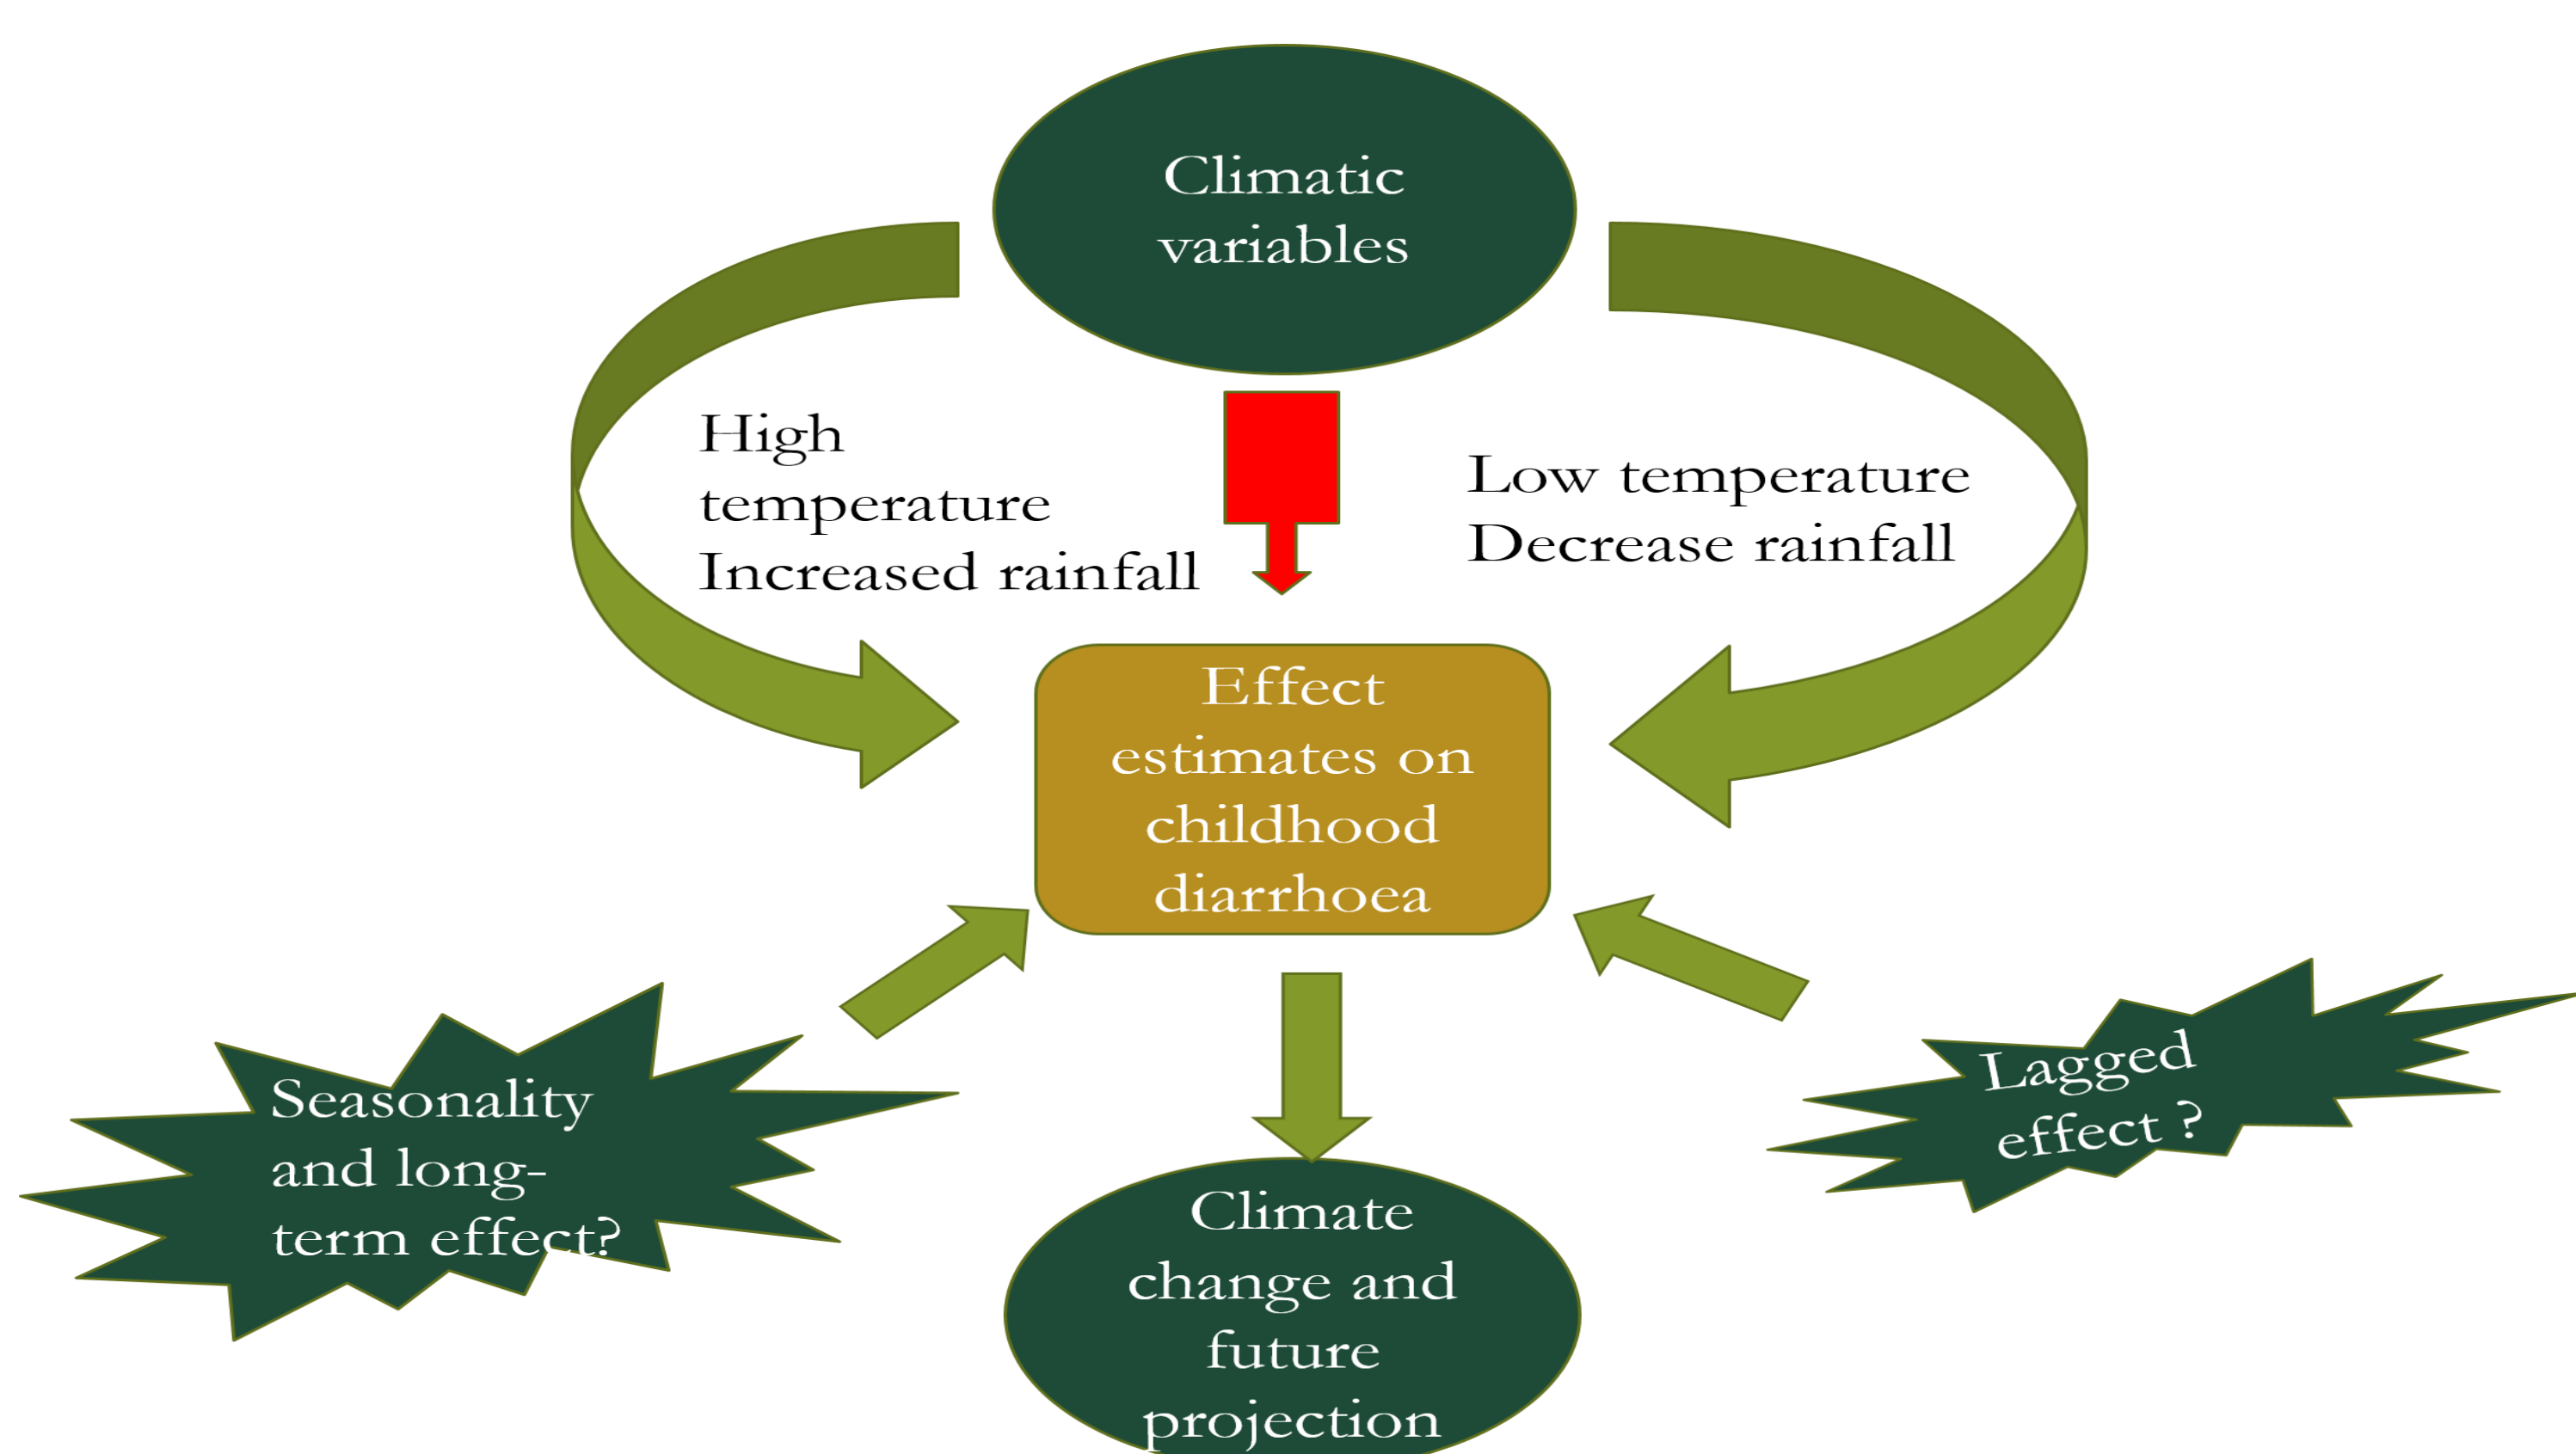 Climatic
variables
High
temperature
Increased rainfall
Low temperature
Decrease rainfall
Effect
estimates on
childhood
diarrhoea
Seasonality
and long-
term effect?
Lagged
effect ?
Climate
change and
future
projection